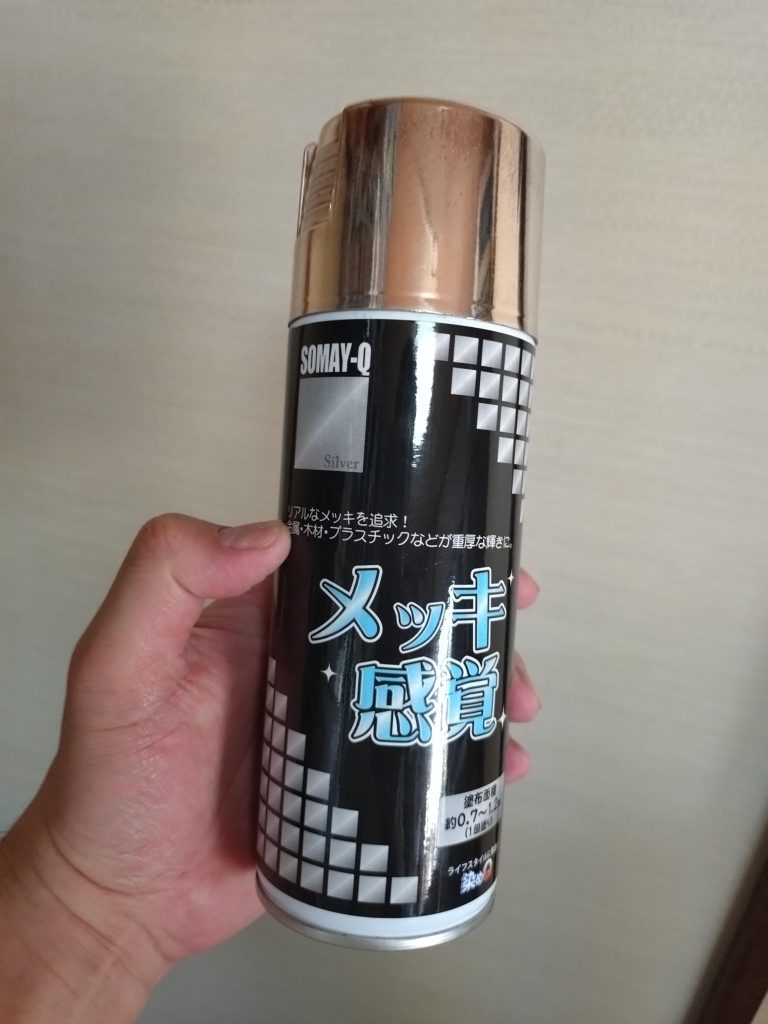 SOMAY-Q
Silver
リアルなメッキを追求！
金属・木材・プラスチックなどが重厚な輝きに。
メッキ
感覚
塗布面積
約0.7～1.0㎡
(1回塗り)
ライフスタイルに
染めQ